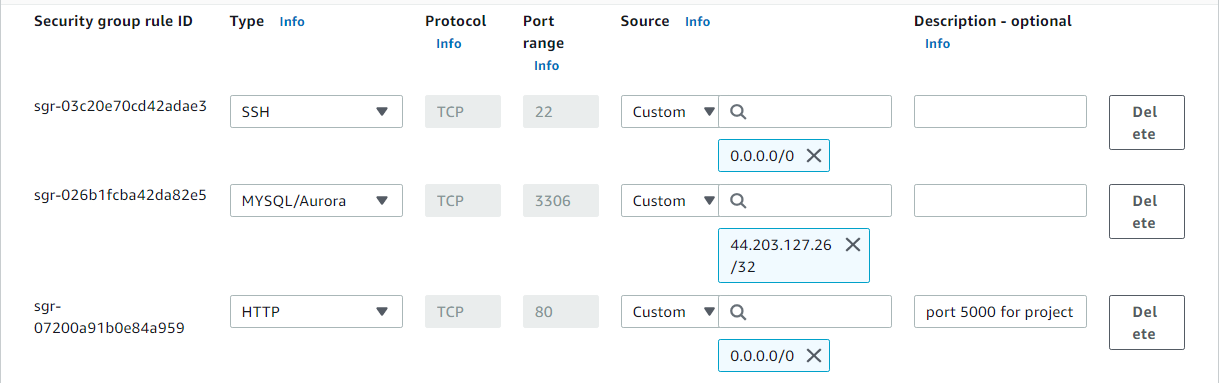 Security group rule ID Type Info Protocol Info Port range Info Source Info Description - optional Info
sgr-03c20e70cd42adae3 SSH TCP 22 Custom Del ete
0.0.0.0/0
sgr-026b1fcba42da82e5 MYSQL/Aurora TCP 3306 Custom Del ete
44.203.127.26
/32
sgr-
07200a91b0e84a959 HTTP TCP 80 Custom port 5000 for project Del ete
0.0.0.0/0